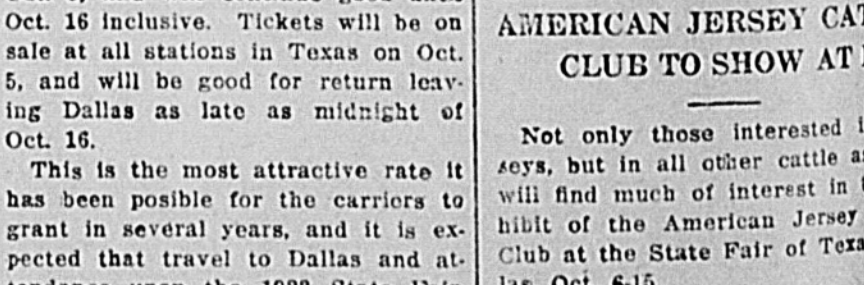 Oct. 16 inclusive. Tickets will be on
sale at all stations in Texas on Oct.
5, and will be good for return leav-
ing Dallas as late as midnight of
Oct. 16.
This is the most attractive rate it
has been posible for the carriers to
grant in several years, and it is ex-
pected that travel to Dallas and at-
AMERICAN JERSEY
CLUB TO SHOW AT
Not only those interested
seys, but in all other cattle
will find much of interest in
hibit of the American Jersey
Club at the State Fair of
Oct. 6-15